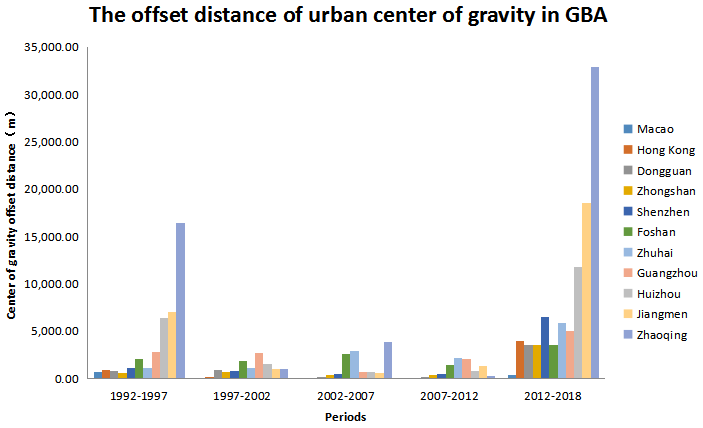 The offset distance of urban center of gravity in GBA
35,000.00
30,000.00
25,000.00
20,000.00
15,000.00
10,000.00
5,000.00
0.00
Center of gravity offset distance（m）
1992-1997
1997-2002
2002-2007
2007-2012
2012-2018
Periods
Macao
Hong Kong
Dongguan
Zhongshan
Shenzhen
Foshan
Zhuhai
Guangzhou
Huizhou
Jiangmen
Zhaoqing